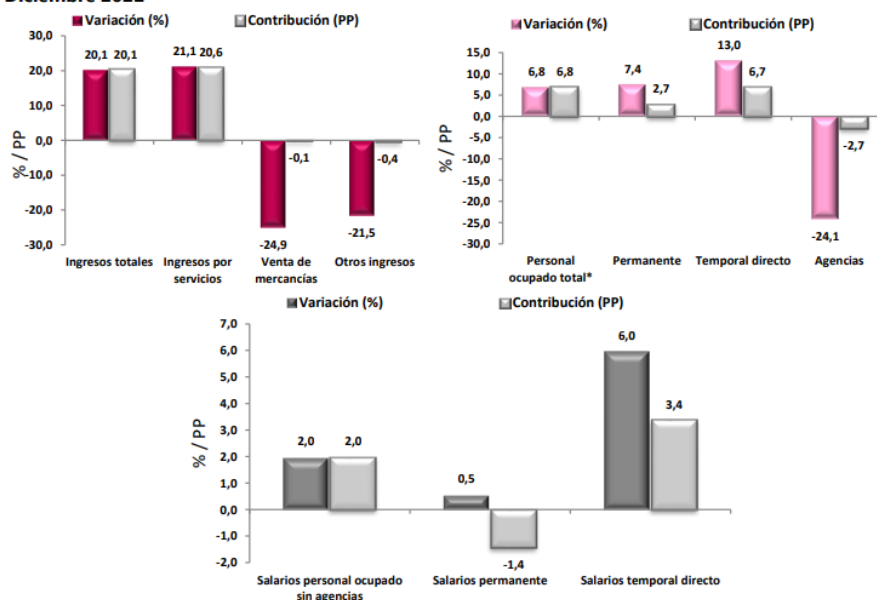 Variación (%) Contribución (PP)
30,0
20,0
10,0
0,0
-10,0
-20,0
-30,0
% / PP
20,1 20,1
21,1 20,6
-24,9
-0,1
-21,5
-0,4
Ingresos totales
Ingresos por
servicios
Venta de
mercancías
Otros ingresos
Variación (%) Contribución (PP)
15,0
10,0
5,0
0,0
-5,0
-10,0
-15,0
-20,0
-25,0
-30,0
% / PP
6,8 6,8
7,4
2,7
13,0
6,7
-24,1
-2,7
Personal
ocupado total*
Permanente
Temporal directo
Agencias
Variación (%) Contribución (PP)
7,0
6,0
5,0
4,0
3,0
2,0
1,0
0,0
-1,0
-2,0
% / PP
2,0 2,0
0,5
-1,4
6,0
3,4
Salarios personal ocupado
sin agencias
Salarios permanente
Salarios temporal directo